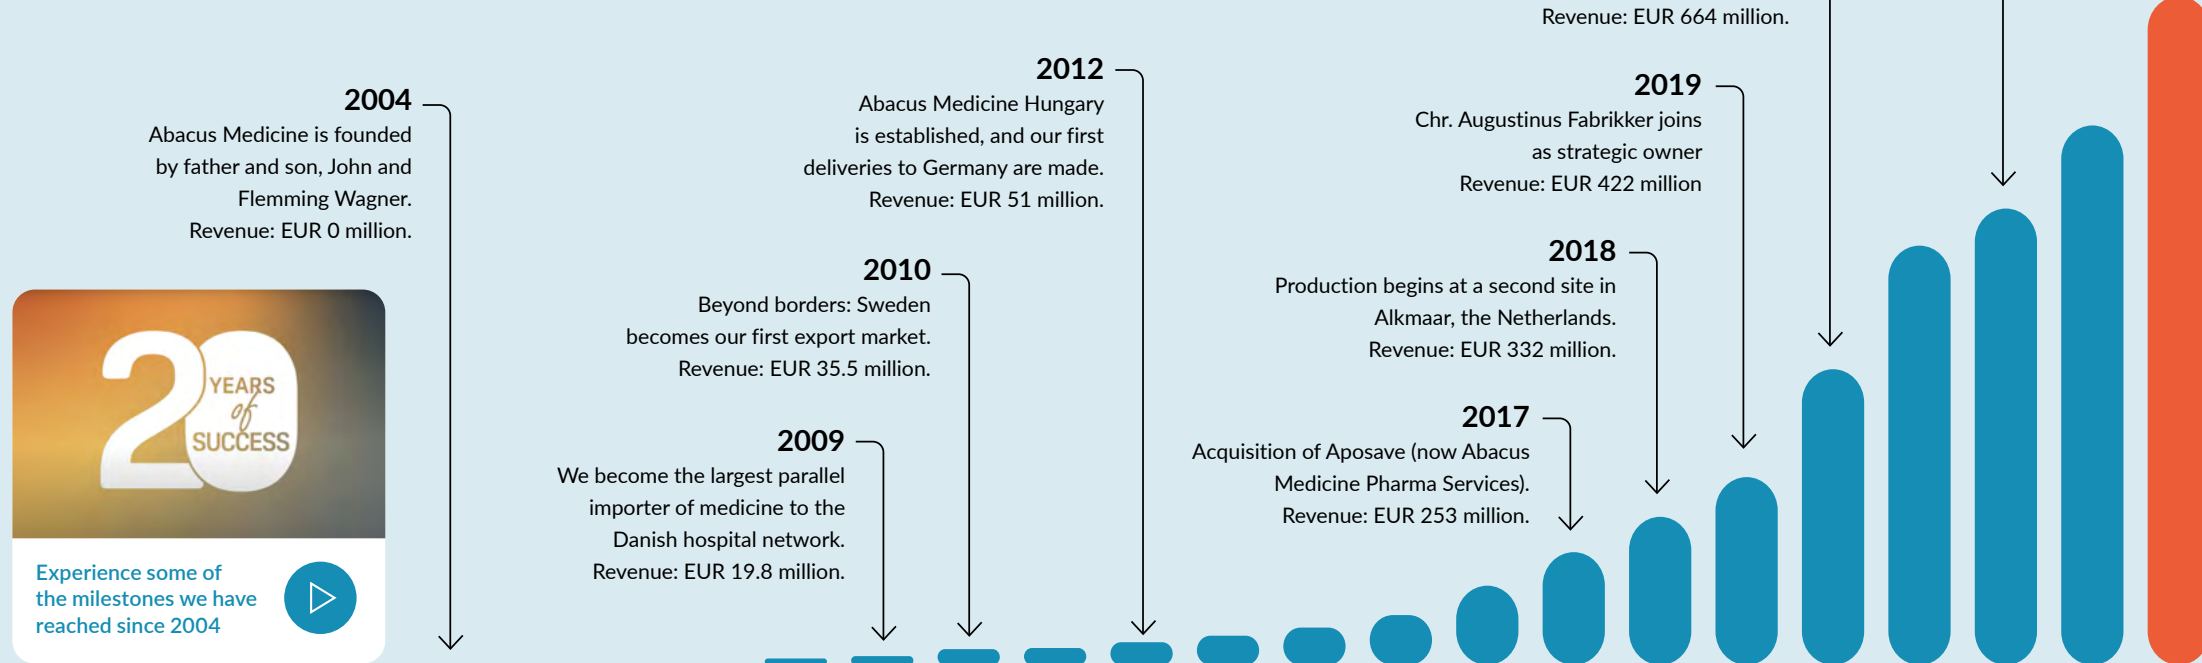 Revenue: EUR 664 million.
2004
Abacus Medicine is founded
by father and son, John and
Flemming Wagner.
Revenue: EUR 0 million.
20
YEARS
of
SUCCESS
Experience some of
the milestones we have
reached since 2004
2009
We become the largest parallel
importer of medicine to the
Danish hospital network.
Revenue: EUR 19.8 million.
2010
Beyond borders: Sweden
becomes our first export market.
Revenue: EUR 35.5 million.
2012
Abacus Medicine Hungary
is established, and our first
deliveries to Germany are made.
Revenue: EUR 51 million.
2017
Acquisition of Aposave (now Abacus
Medicine Pharma Services).
Revenue: EUR 253 million.
2018
Production begins at a second site in
Alkmaar, the Netherlands.
Revenue: EUR 332 million.
2019
Chr. Augustinus Fabrikker joins
as strategic owner
Revenue: EUR 422 million